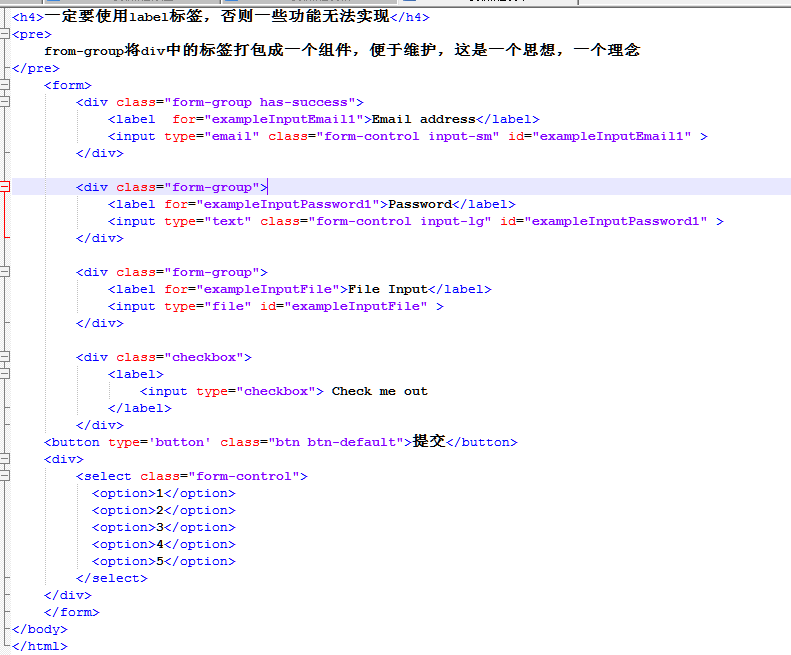 <h4>一定要使用label标签，否则一些功能无法实现</h4>
<pre>
    from-group将div中的标签打包成一个组件，便于维护，这是一个思想，一个理念
</pre>
    <form>
        <div class="form-group has-success">
            <label  for="exampleInputEmail1">Email address</label>
            <input type="email" class="form-control input-sm" id="exampleInputEmail1" >
        </div>

        <div class="form-group">
            <label for="exampleInputPassword1">Password</label>
            <input type="text" class="form-control input-lg" id="exampleInputPassword1" >
        </div>

        <div class="form-group">
            <label for="exampleInputFile">File Input</label>
            <input type="file" id="exampleInputFile" >
        </div>

        <div class="checkbox">
            <label>
                <input type="checkbox"> Check me out
            </label>
        </div>
    <button type='button' class="btn btn-default">提交</button>
    <div>
        <select class="form-control">
          <option>1</option>
          <option>2</option>
          <option>3</option>
          <option>4</option>
          <option>5</option>
        </select>
    </div>
    </form>
</body>
</html>